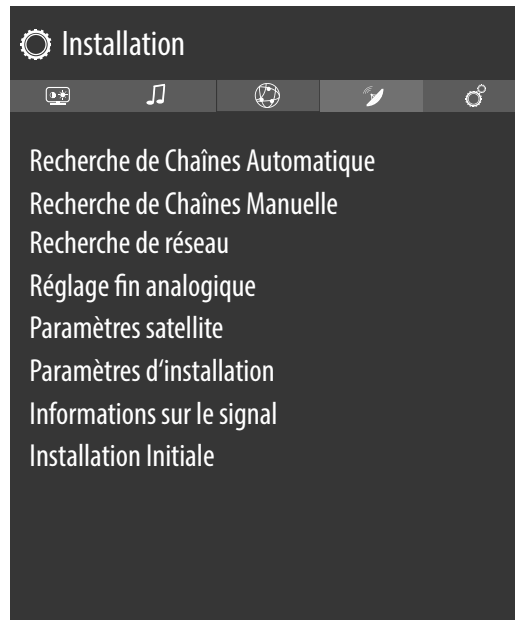 Installation
Recherche de Chaînes Automatique
Recherche de Chaînes Manuelle
Recherche de réseau
Réglage fin analogique
Paramètres satellite
Paramètres d‘installation
Informations sur le signal
Installation Initiale